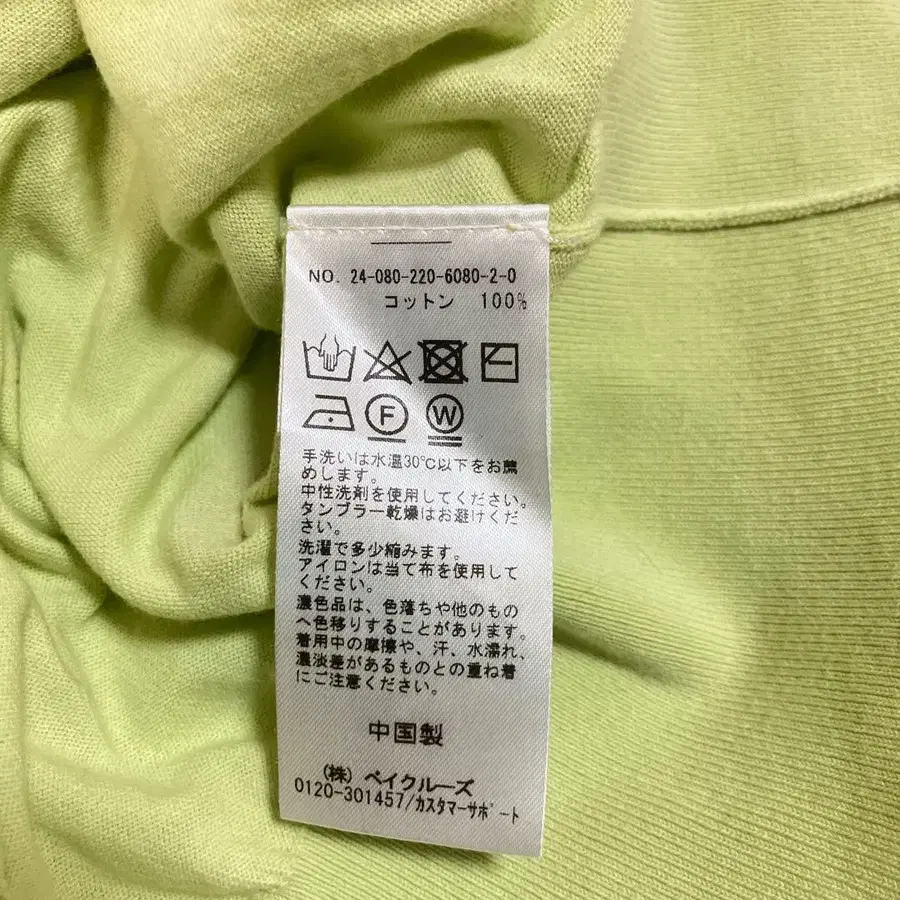 NO. 24-080-220-6080-2-0
コットン 100%
F W
手洗いは水温30℃以下をお薦
めします。
中性洗剤を使用してください。
タンブラー乾燥はお避けくだ
さい。
洗濯で多少縮みます。
アイロンは当て布を使用して
ください。
濃色品は、色落ちや他のもの
へ色移りすることがあります。
着用中の摩擦や、汗、水濡れ、
濃淡差があるものとの重ね着
にご注意ください。
中国製
(株) ベイクルーズ
0120-301457/カスタマーサポート